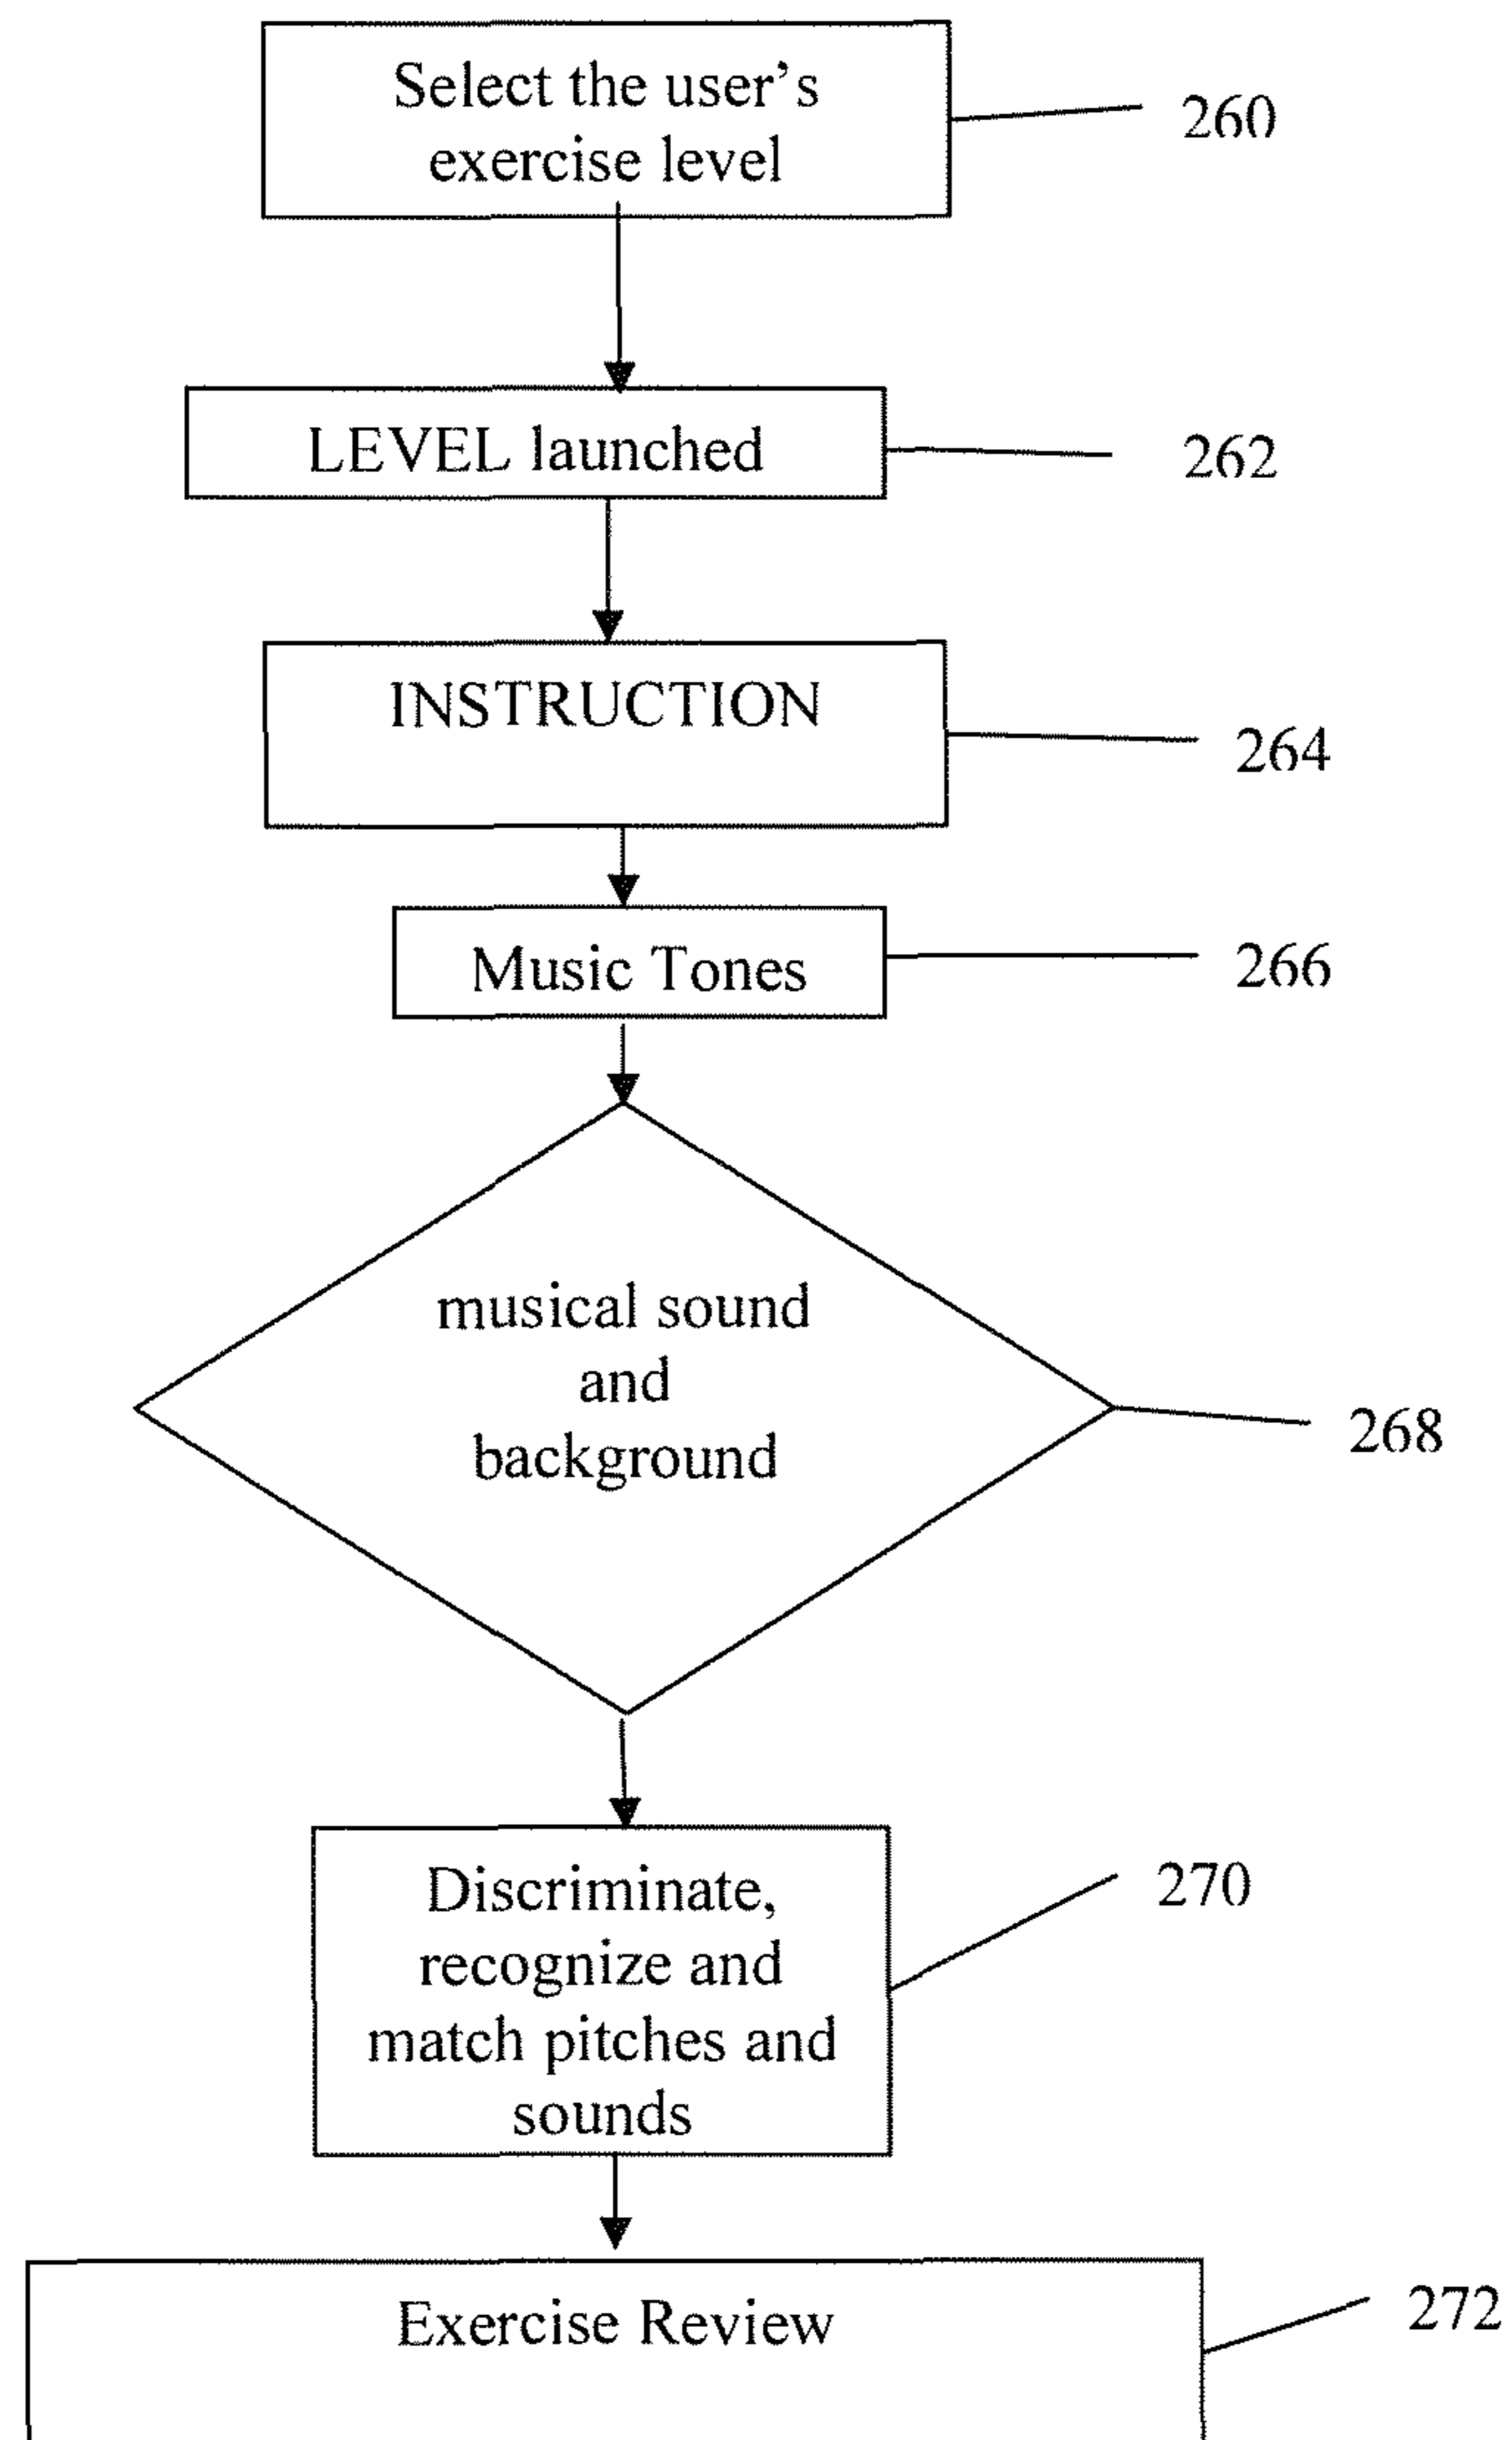 Select the user's
exercise level
260
LEVEL launched
262
INSTRUCTION
264
Music Tones
266
musical sound
and
background
268
Discriminate,
recognize and
match pitches and
sounds
270
Exercise Review
272